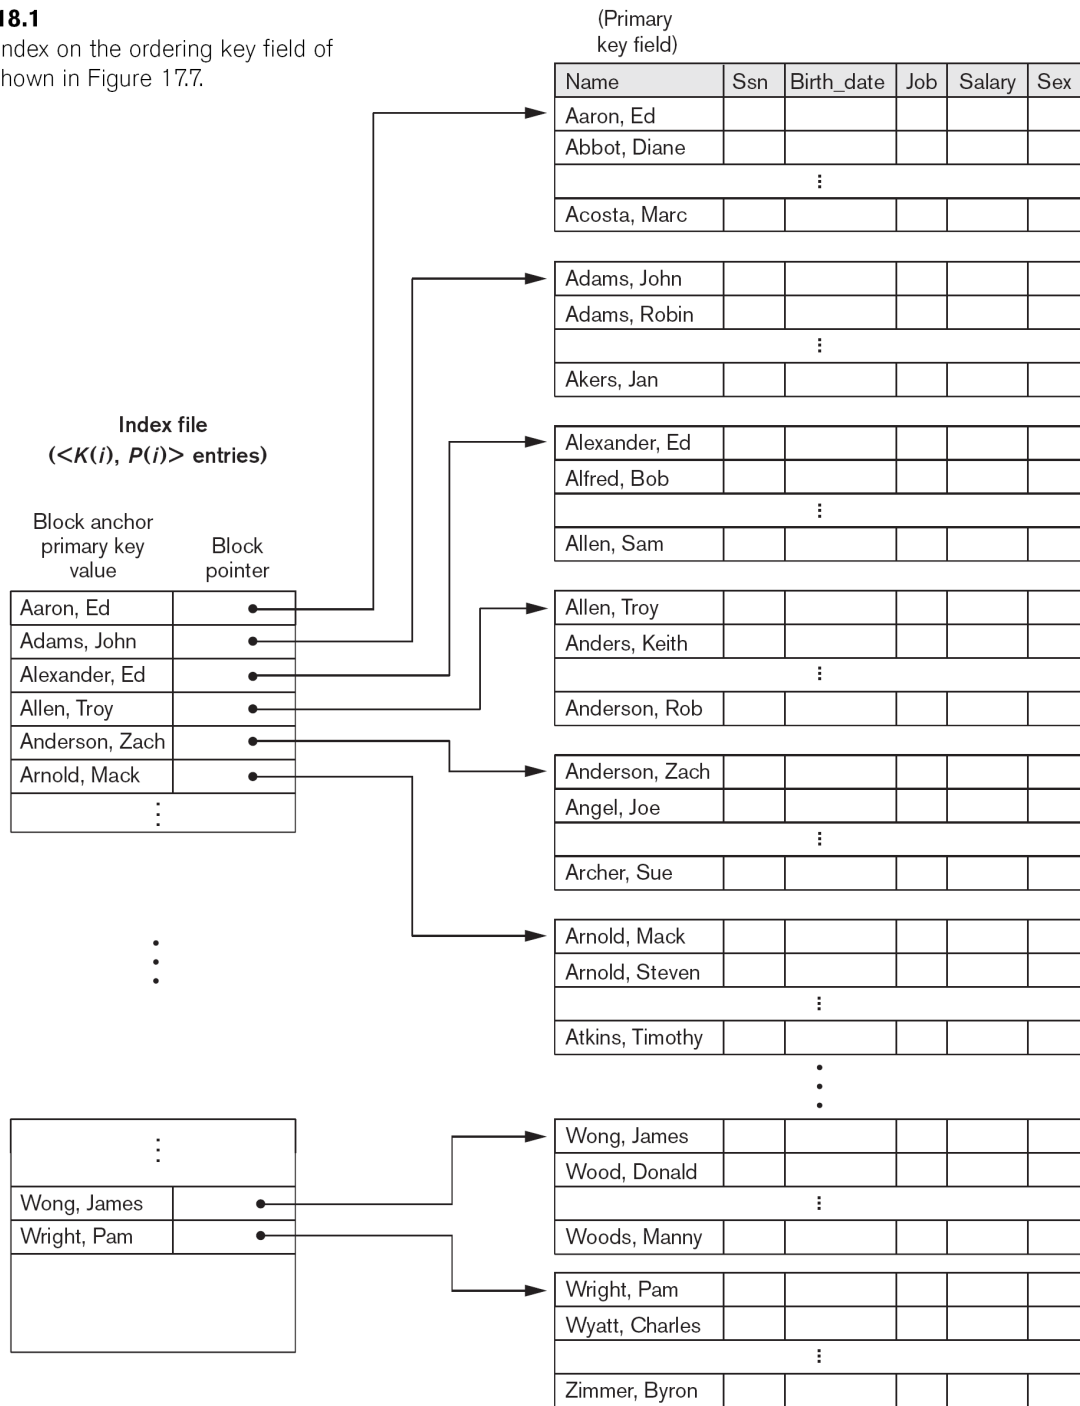 18.1
ndex on the ordering key field of
hown in Figure 17.7.
(Primary
key field)
Name Ssn Birth_date Job Salary Sex
Aaron, Ed
Abbot, Diane
Acosta, Marc
Adams, John
Adams, Robin
Akers, Jan
Index file
(<K(i), P(i)> entries)
Alexander, Ed
Alfred, Bob
Allen, Sam
Block anchor
primary key
value
Block
pointer
Aaron, Ed
Adams, John
Alexander, Ed
Allen, Troy
Anderson, Zach
Arnold, Mack
Allen, Troy
Anders, Keith
Anderson, Rob
Anderson, Zach
Angel, Joe
Archer, Sue
Arnold, Mack
Arnold, Steven
Atkins, Timothy
Wong, James
Wright, Pam
Wong, James
Wood, Donald
Woods, Manny
Wright, Pam
Wyatt, Charles
Zimmer, Byron